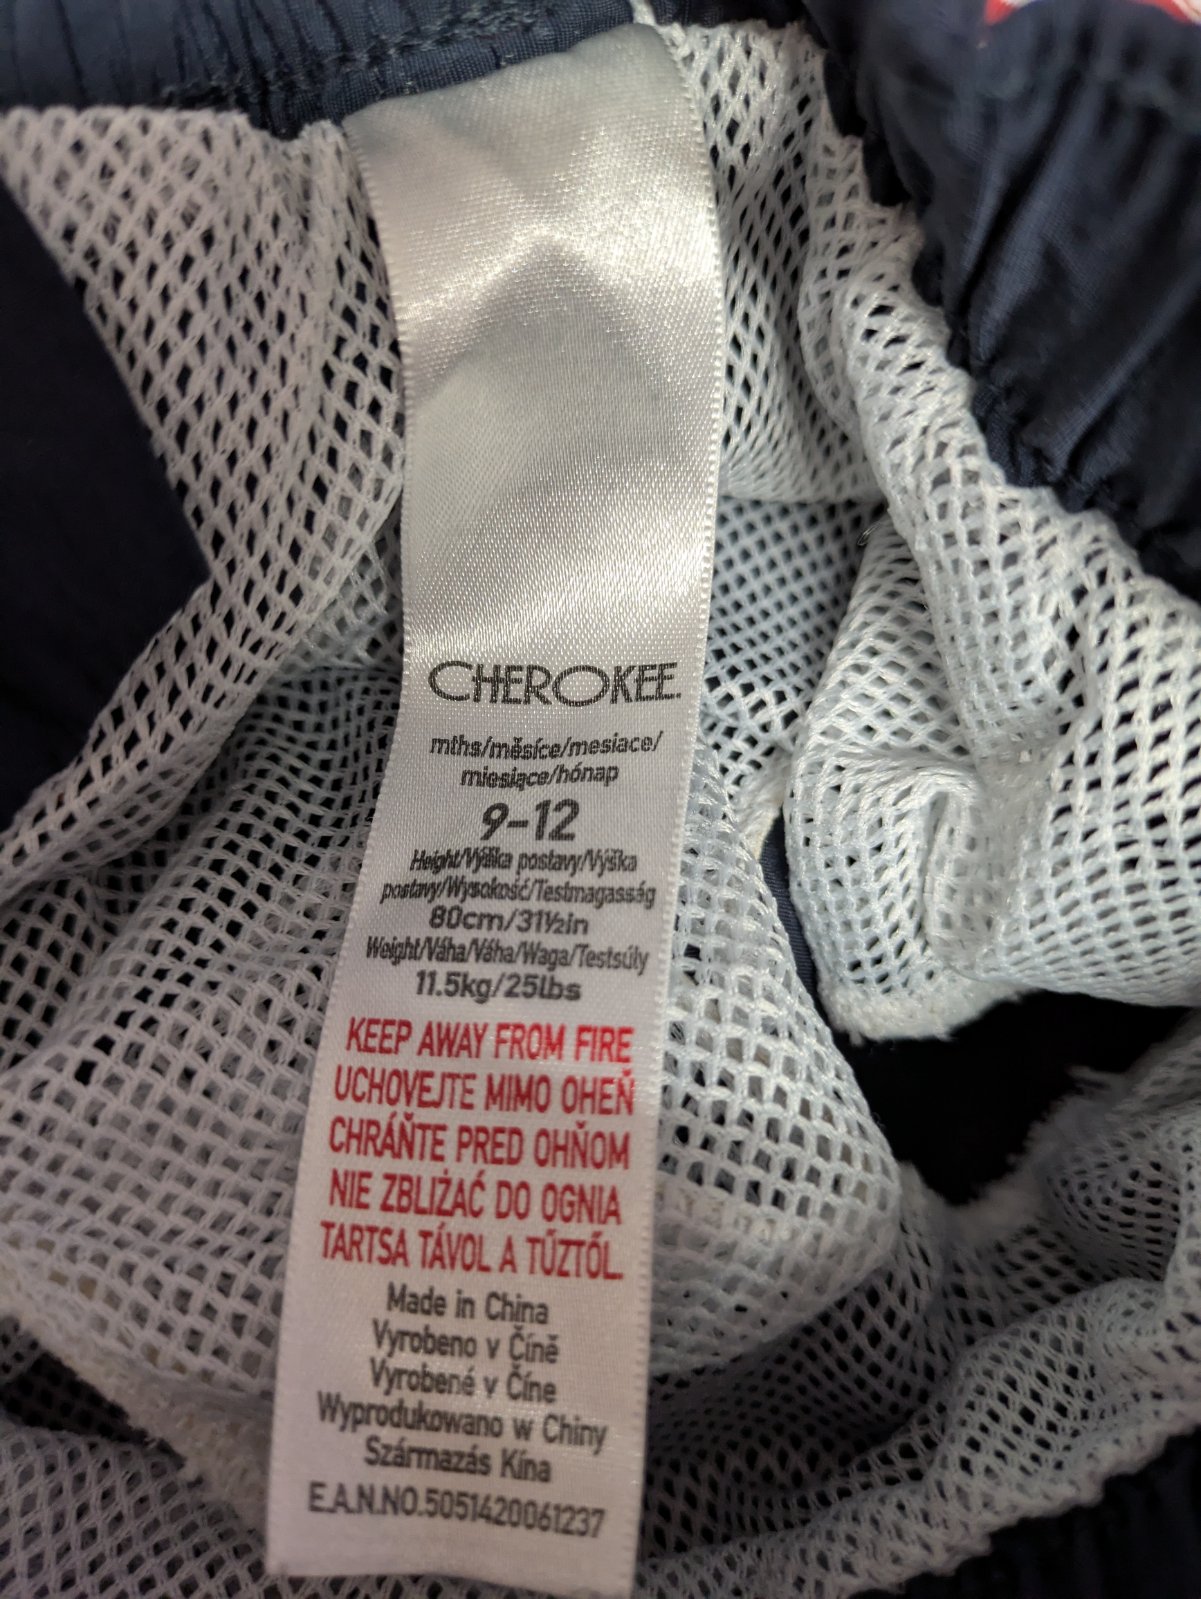 CHEROKEE.
mths/měsíce/mesiace/
miesiące/hónap
9-12
Height/Výška postavy/Výška
postavy/Wysokość/Testmagasság
80cm/31½in
Weight/Váha/Váha/Waga/Testsúly
11.5kg/25lbs
KEEP AWAY FROM FIRE
UCHOVEJTE MIMO OHEŇ
CHRÁŇTE PRED OHŇOM
NIE ZBLIŻAĆ DO OGNIA
TARTSA TÁVOL A TŰZTŐL.
Made in China
Vyrobeno v Číně
Vyrobené v Číne
Wyprodukowano w Chiny
Származás Kína
E.A.N.NO.5051420061237